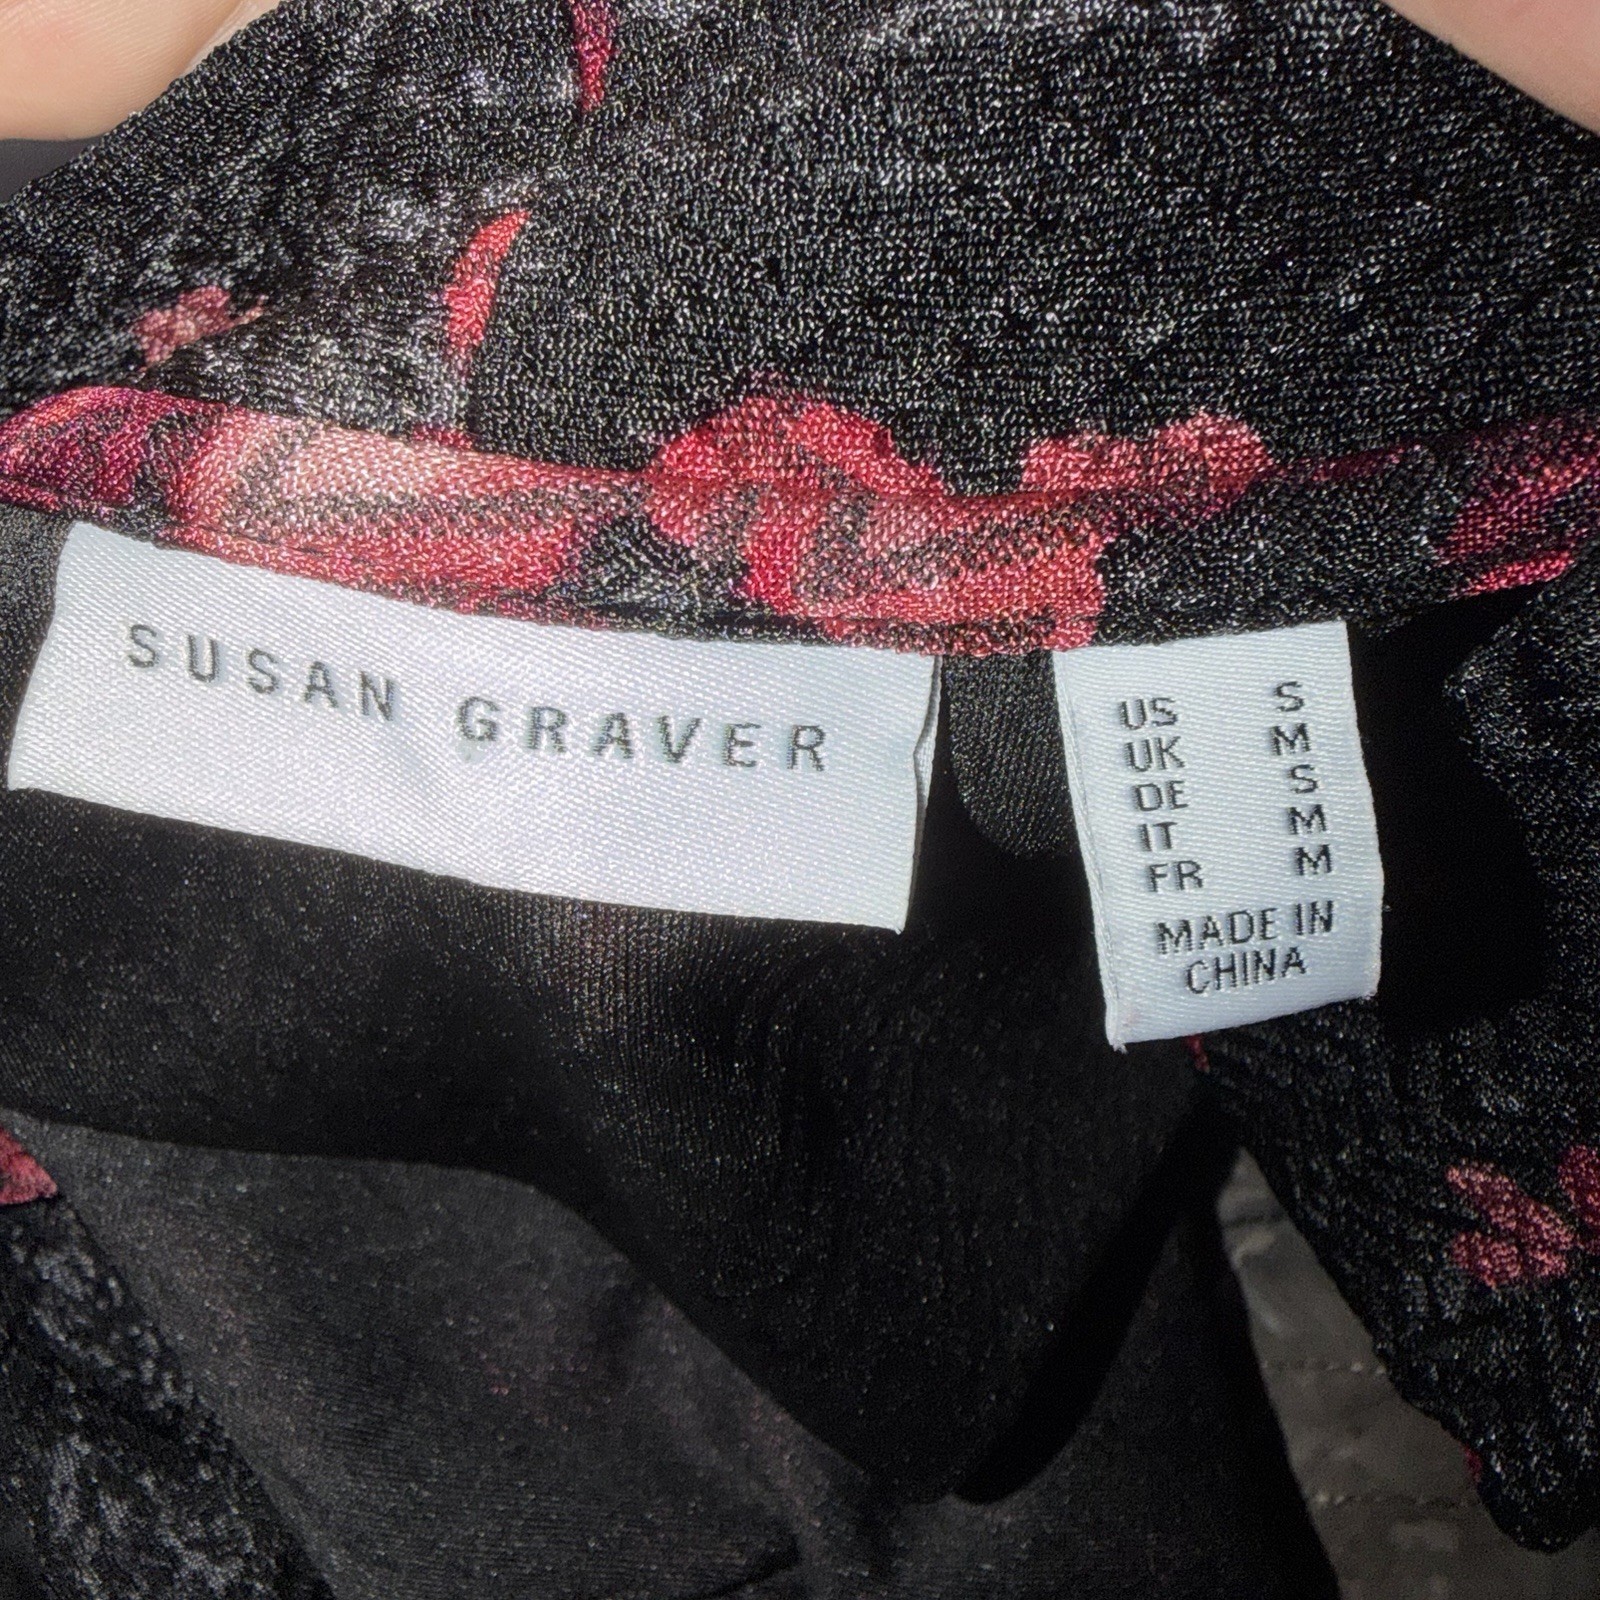 SUSAN GRAVER
US S
UK M
DE S
IT M
FR M
MADE IN
CHINA